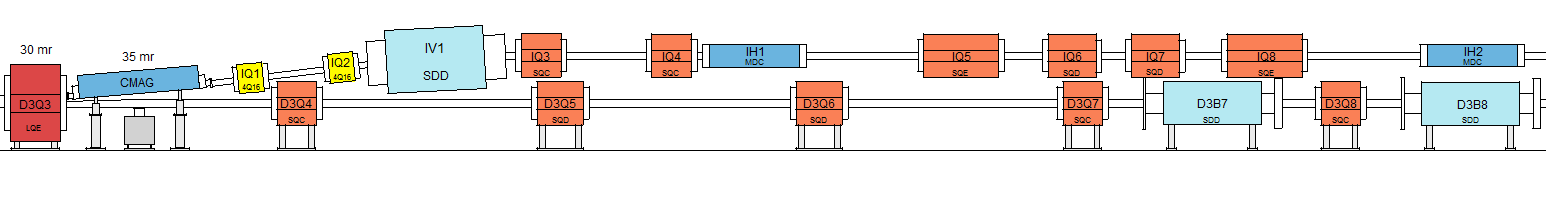 30 mr
35 mr
D3Q3
LQE
CMAG
IQ1
4Q16
IQ2
4Q16
IV1
SDD
IQ3
SQC
IQ4
SQC
IH1
MDC
IQ5
SQE
IQ6
SQD
IQ7
SQD
IQ8
SQE
IH2
MDC
D3Q4
SQC
D3Q5
SQD
D3Q6
SQD
D3Q7
SQC
D3B7
SDD
D3Q8
SQC
D3B8
SDD